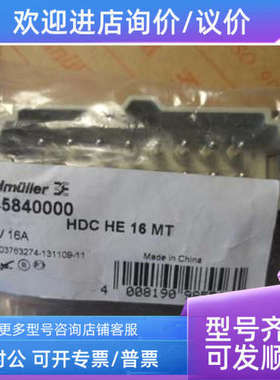 欢迎进店询价/议价
dmüller
5840000
HDC HE 16 MT
/ 16A
03763274-131109-11
Made in China
4 008190
更多型号咨询店铺客服
型号齐
对公 可开专票/普票
可发顺